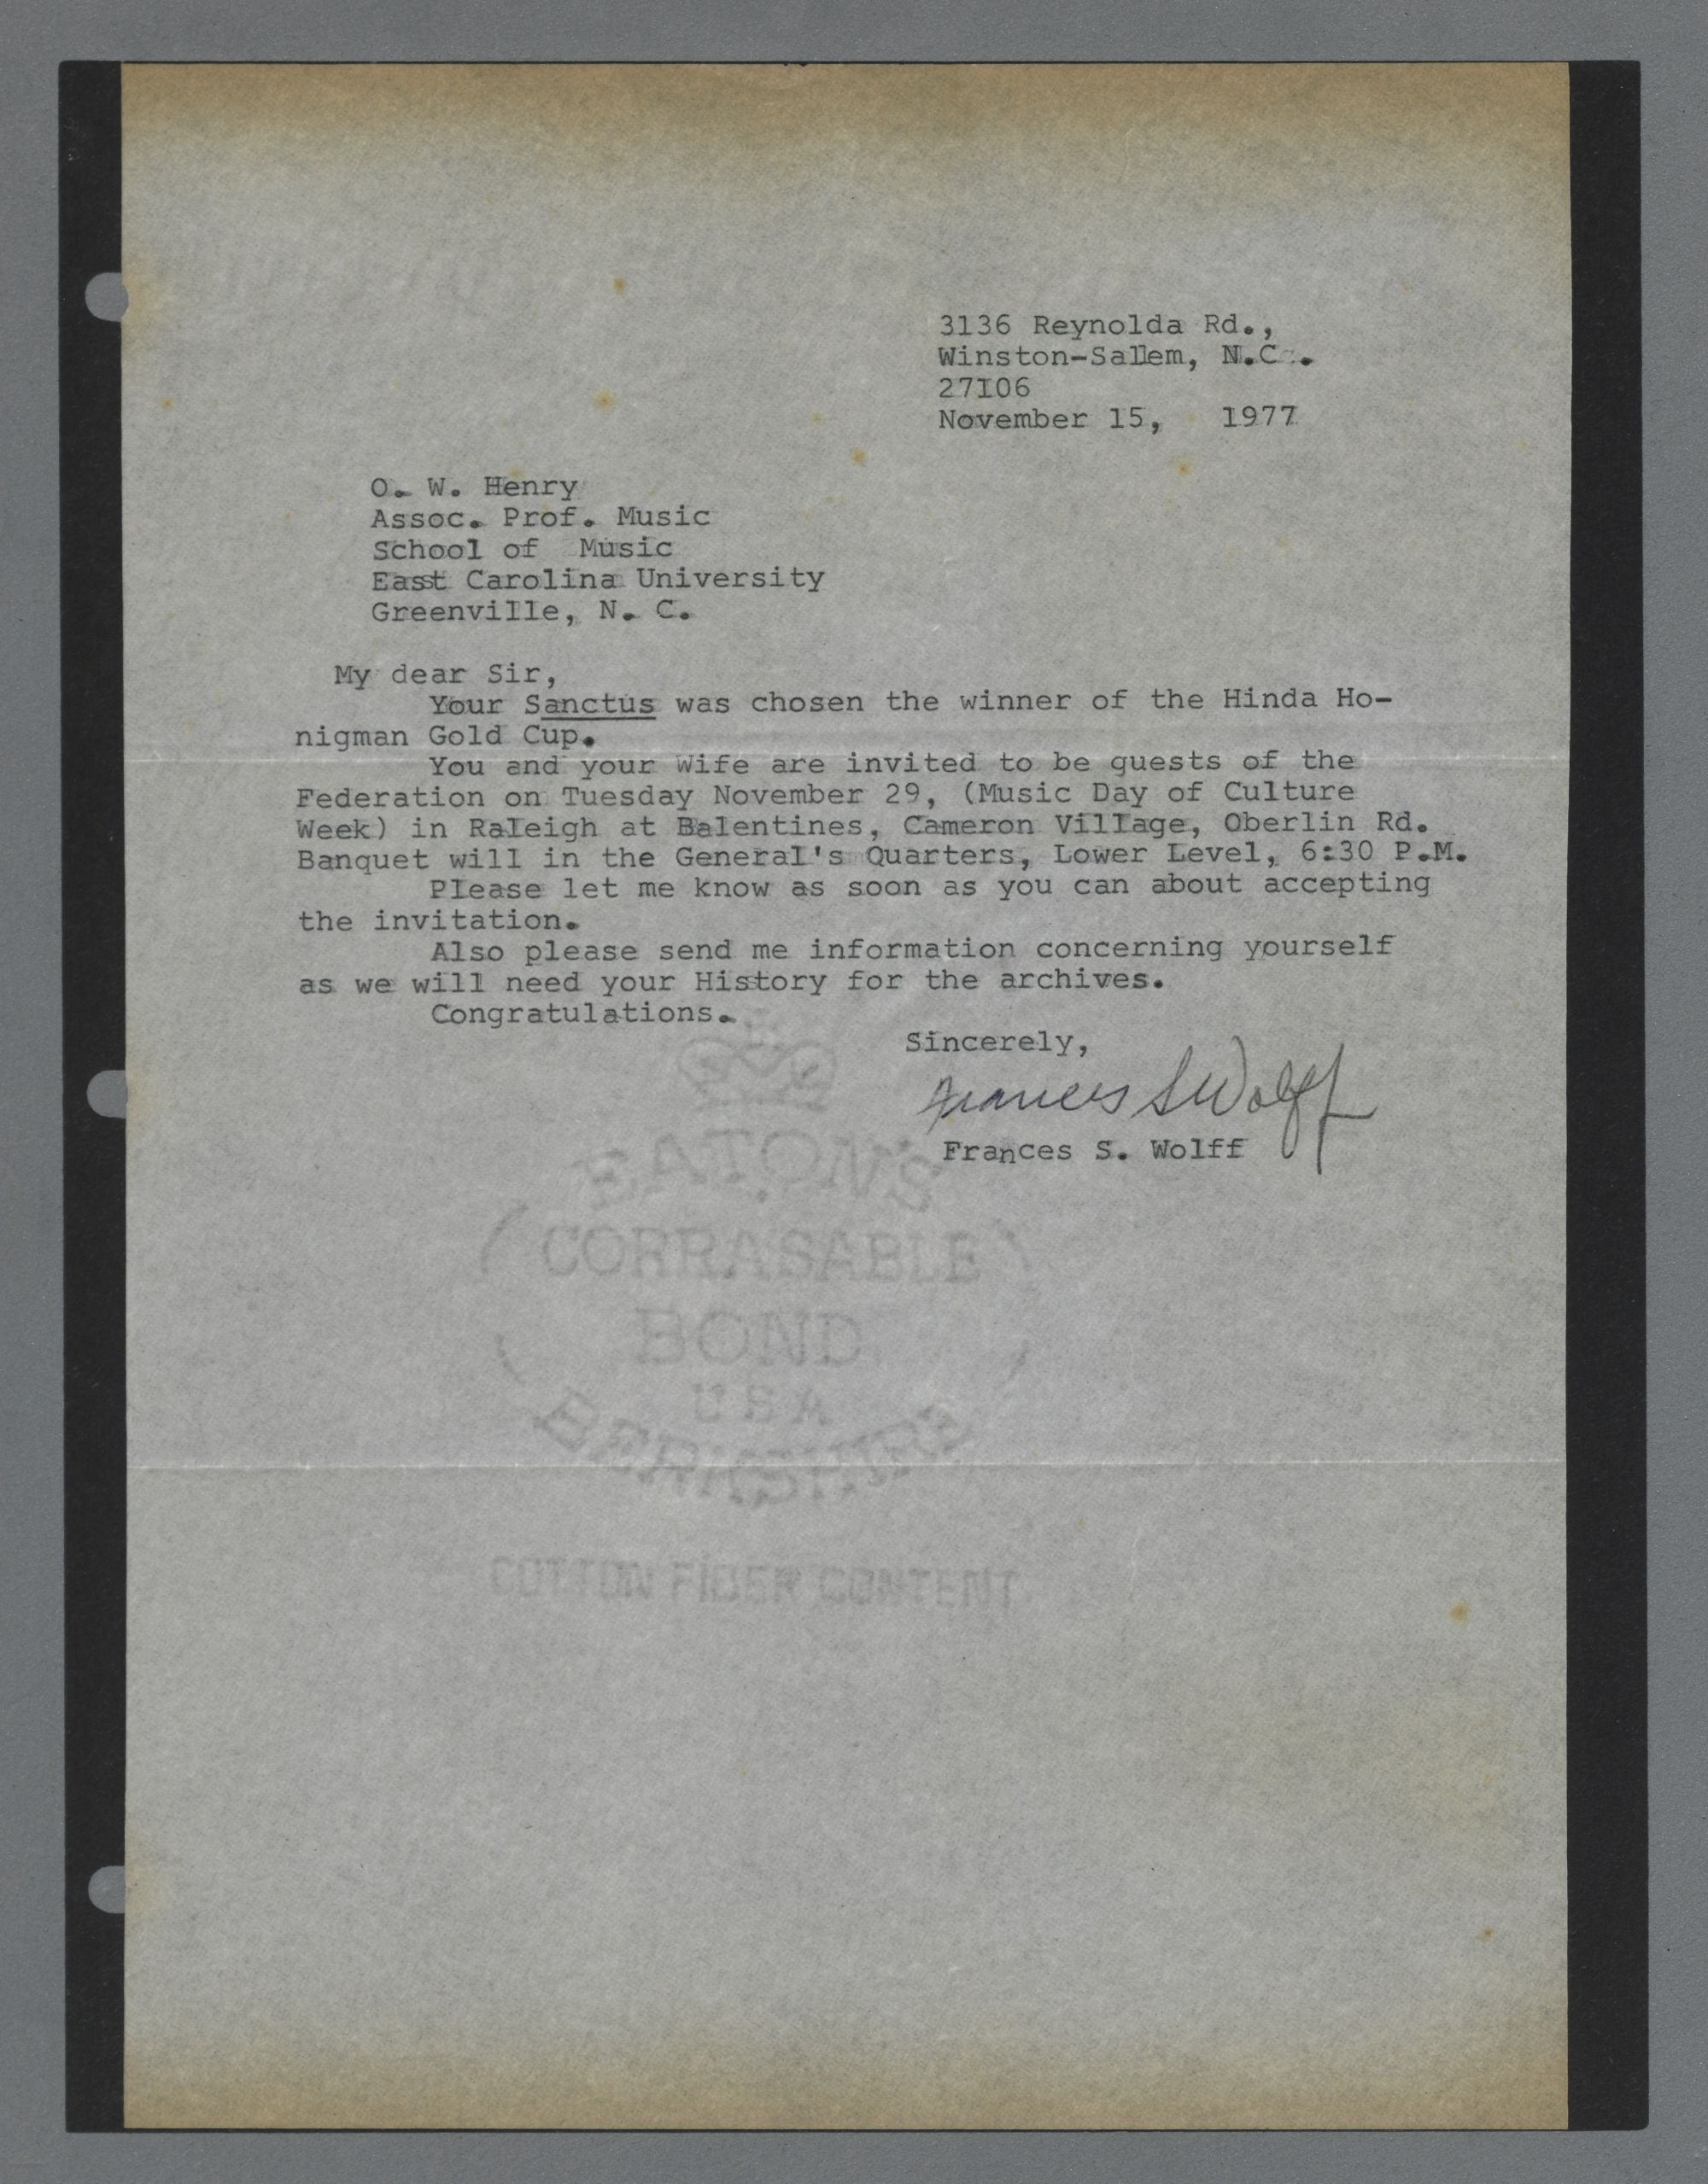 3136 Reynolda Rd.,
Winston-Salem, N.C.
27106
November 15, 1977
O. W. Henry
Assoc. Prof. Music
School of Music
East Carolina University
Greenville, N. C.
My dear Sir,
Your Sanctus was chosen the winner of the Hinda Ho-
nigman Gold Cup.
You and your Wife are invited to be guests of the
Federation on Tuesday November 29, (Music Day of Culture
Week) in Raleigh at Balentines, Cameron Village, Oberlin Rd.
Banquet will in the General's Quarters, Lower Level, 6:30 P.M.
Please let me know as soon as you can about accepting
the invitation.
Also please send me information concerning yourself
as we will need your History for the archives.
Congratulations.
Sincerely,
Frances S Wolff
Frances S. Wolff
EATON'S
CORRASABLE
BOND
USA
BERKSHIRE
COTTON FIBER CONTENT